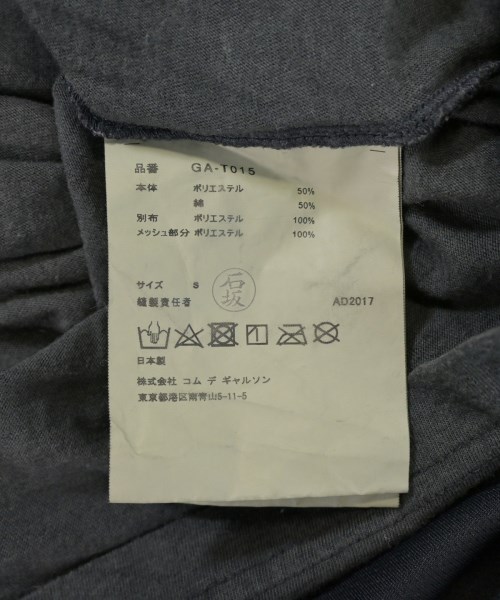 品番 GA-T015
本体 ポリエステル 50%
綿 50%
別布 ポリエステル 100%
メッシュ部分 ポリエステル 100%
サイズ S
石坂
縫製責任者 AD2017
日本製
株式会社 コム デ ギャルソン
東京都港区南青山5-11-5